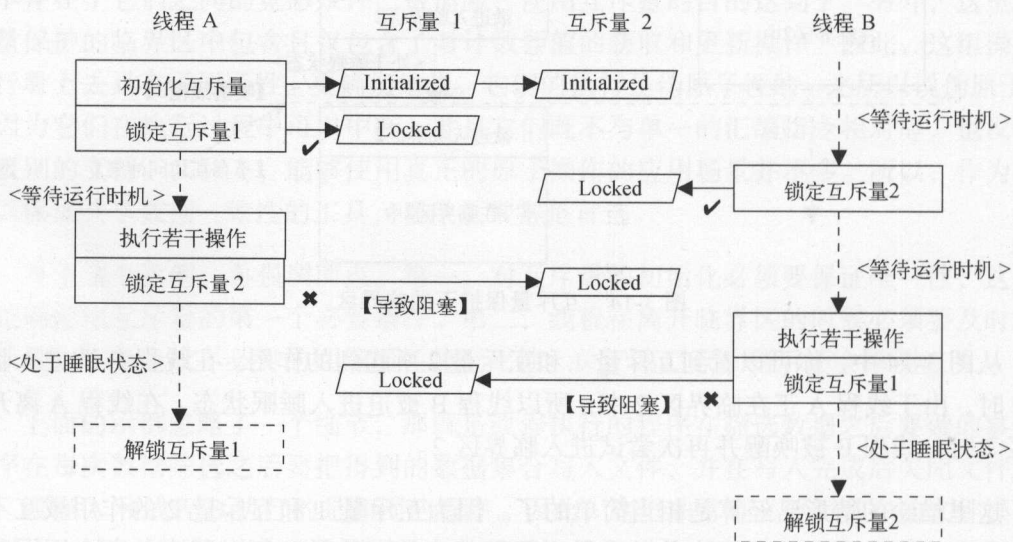 线程 A 互斥量 1 互斥量 2 线程 B
初始化互斥量 Initialized Initialized
锁定互斥量1 Locked
<等待运行时机>
Locked 锁定互斥量2
<等待运行时机>
执行若干操作
锁定互斥量2 Locked
<等待运行时机>
【导致阻塞】
执行若干操作
<处于睡眠状态> Locked 锁定互斥量1
【导致阻塞】
解锁互斥量1 <处于睡眠状态>
解锁互斥量2